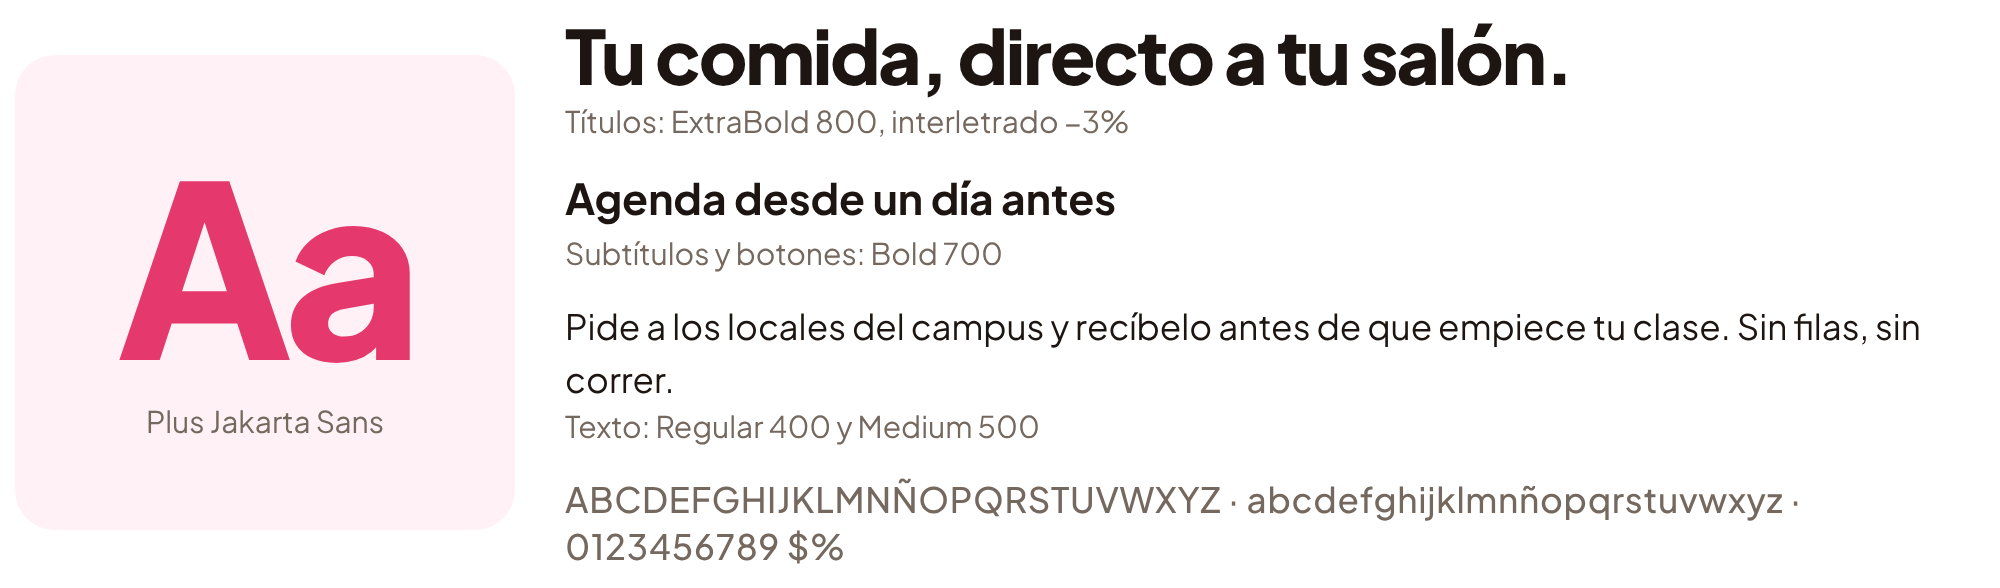 Aa
Plus Jakarta Sans
Tu comida, directo a tu salón.
Títulos: ExtraBold 800, interletrado –3%
Agenda desde un día antes
Subtítulos y botones: Bold 700
Pide a los locales del campus y recíbelo antes de que empiece tu clase. Sin filas, sin
correr.
Texto: Regular 400 y Medium 500
ABCDEFGHIJKLMNÑOPQRSTUVWXYZ · abcdefghijklmnñopqrstuvwxyz ·
0123456789 $%